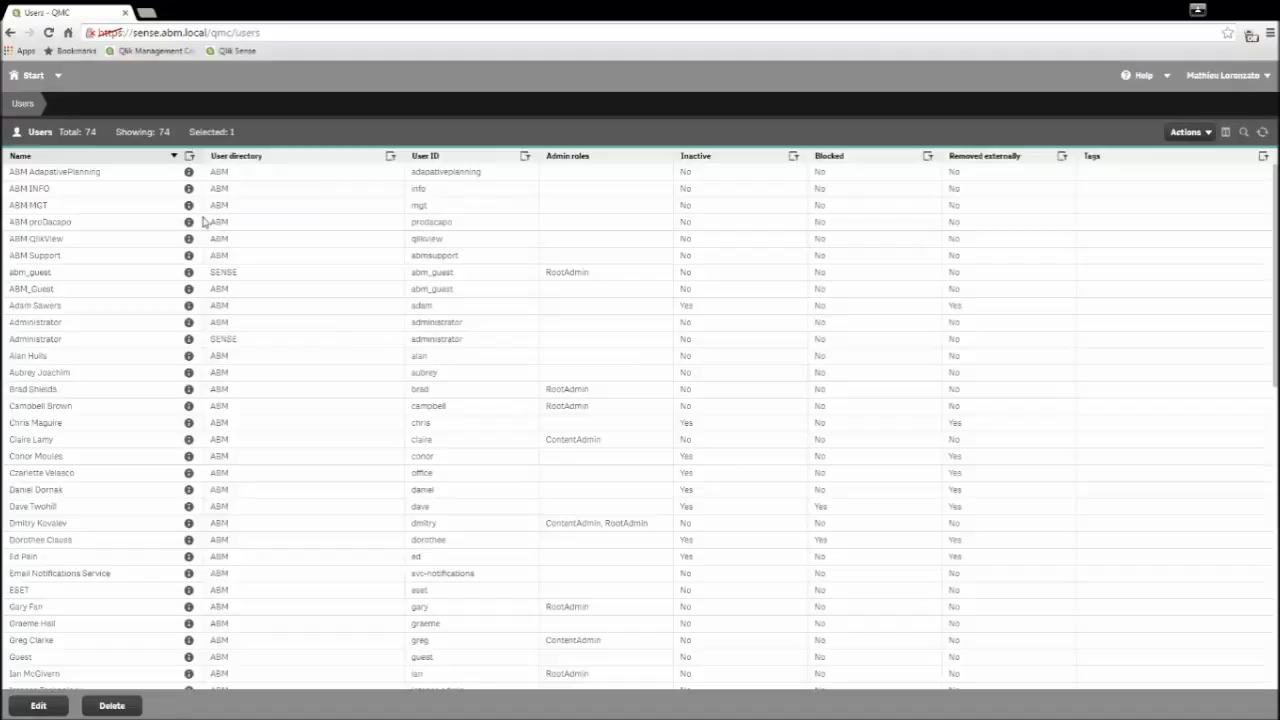 Users - QMC
https://sense.abm.local/qmc/users
Apps Bookmarks Qlik Management Co Qlik Sense
Start Help Mathieu Lorenzato
Users
Users Total: 74 Showing: 74 Selected: 1 Actions
Name User directory User ID Admin roles Inactive Blocked Removed externally Tags
ABM AdapativePlanning ABM adapativeplanning No No No
ABM INFO ABM info No No No
ABM MGT ABM mgt No No No
ABM proDacapo ABM prodacapo No No No
ABM QlikView ABM qlikview No No No
ABM Support ABM abmsupport No No No
abm_guest SENSE abm_guest RootAdmin No No No
ABM_Guest ABM abm_guest No No No
Adam Sawers ABM adam Yes No Yes
Administrator ABM administrator No No No
Administrator SENSE administrator No No No
Alan Hulls ABM alan No No No
Aubrey Joachim ABM aubrey No No No
Brad Shields ABM brad RootAdmin No No No
Campbell Brown ABM campbell RootAdmin No No No
Chris Maguire ABM chris Yes No Yes
Claire Lamy ABM claire ContentAdmin No No No
Conor Moules ABM conor Yes No Yes
Czarlette Velasco ABM office Yes No Yes
Daniel Dornak ABM daniel Yes No Yes
Dave Twohill ABM dave Yes Yes Yes
Dmitry Kovalev ABM dmitry ContentAdmin, RootAdmin No No No
Dorothee Clauss ABM dorothee Yes Yes Yes
Ed Pain ABM ed Yes No Yes
Email Notifications Service ABM svc-notifications No No No
ESET ABM eset No No No
Gary Fan ABM gary RootAdmin No No No
Graeme Hall ABM graeme No No No
Greg Clarke ABM greg ContentAdmin No No No
Guest ABM guest No No No
Ian McGivern ABM ian RootAdmin No No No
Edit Delete